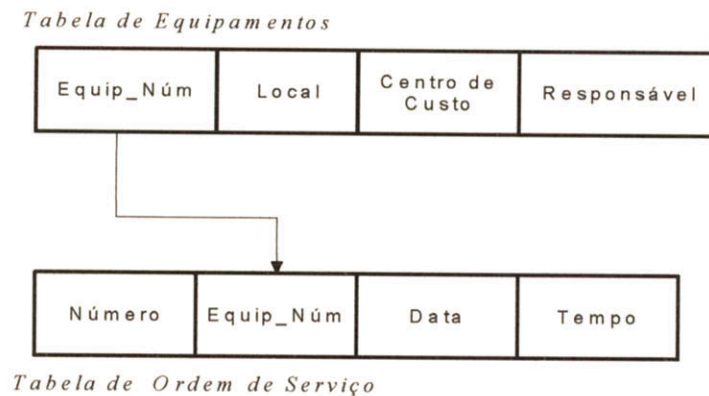 Tabela de Equipamentos
Equip_Núm
Local
Centro de
Custo
Responsável
Número
Equip_Núm
Data
Tempo
Tabela de Ordem de Serviço